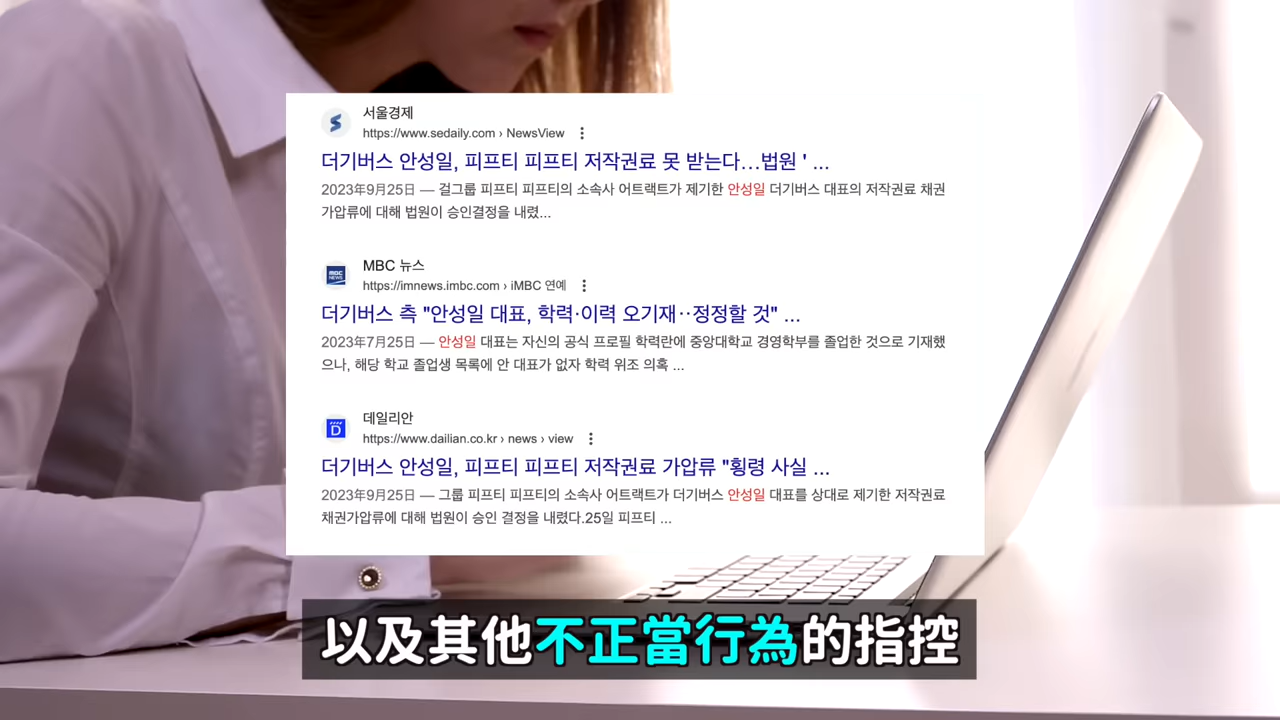 서울경제
https://www.sedaily.com › NewsView
더기버스 안성일, 피프티 피프티 저작권료 못 받는다…법원 ' ...
2023年9月25日 — 걸그룹 피프티 피프티의 소속사 어트랙트가 제기한 안성일 더기버스 대표의 저작권료 채권
가압류에 대해 법원이 승인결정을 내렸...
MBC NEWS
MBC 뉴스
https://imnews.imbc.com › iMBC 연예
더기버스 측 "안성일 대표, 학력·이력 오기재‥정정할 것" ...
2023年7月25日 — 안성일 대표는 자신의 공식 프로필 학력란에 중앙대학교 경영학부를 졸업한 것으로 기재했
으나, 해당 학교 졸업생 목록에 안 대표가 없자 학력 위조 의혹 ...
D
데일리안
https://www.dailian.co.kr › news › view
더기버스 안성일, 피프티 피프티 저작권료 가압류 "횡령 사실 ...
2023年9月25日 — 그룹 피프티 피프티의 소속사 어트랙트가 더기버스 안성일 대표를 상대로 제기한 저작권료
채권가압류에 대해 법원이 승인 결정을 내렸다.25일 피프티 ...
以及其他不正當行為的指控